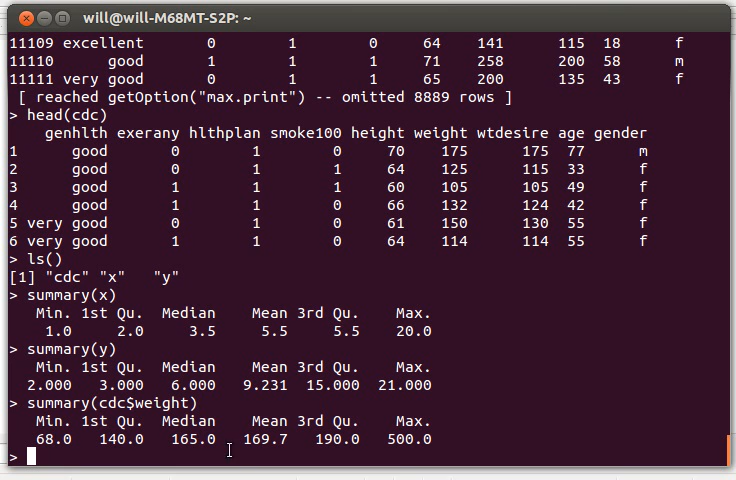 will@will-M68MT-S2P: ~
11109 excellent 0 1 0 64 141 115 18 f
11110 good 1 1 1 71 258 200 58 m
11111 very good 0 1 1 65 200 135 43 f
[ reached getOption("max.print") -- omitted 8889 rows ]
> head(cdc)
genhlth exerany hlthplan smoke100 height weight wtdesire age gender
1 good 0 1 0 70 175 175 77 m
2 good 0 1 1 64 125 115 33 f
3 good 1 1 1 60 105 105 49 f
4 good 1 1 0 66 132 124 42 f
5 very good 0 1 0 61 150 130 55 f
6 very good 1 1 0 64 114 114 55 f
> ls()
[1] "cdc" "x" "y"
> summary(x)
Min. 1st Qu. Median Mean 3rd Qu. Max.
1.0 2.0 3.5 5.5 5.5 20.0
> summary(y)
Min. 1st Qu. Median Mean 3rd Qu. Max.
2.000 3.000 6.000 9.231 15.000 21.000
> summary(cdc$weight)
Min. 1st Qu. Median Mean 3rd Qu. Max.
68.0 140.0 165.0 169.7 190.0 500.0
>